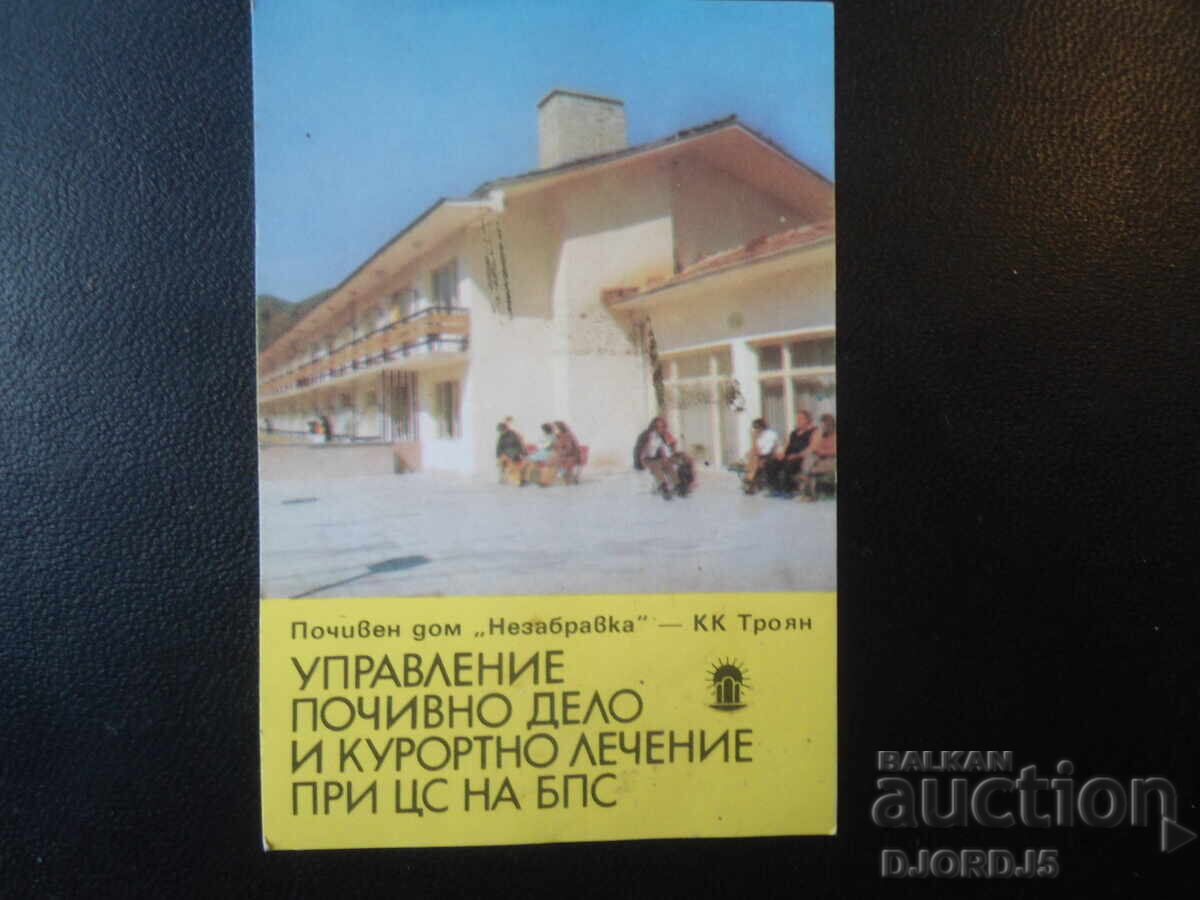 Почивен дом „Незабравка“ — КК Троян
УПРАВЛЕНИЕ
ПОЧИВНО ДЕЛО
И КУРОРТНО ЛЕЧЕНИЕ
ПРИ ЦС НА БПС
BALKAN
auction
DJORDJ5